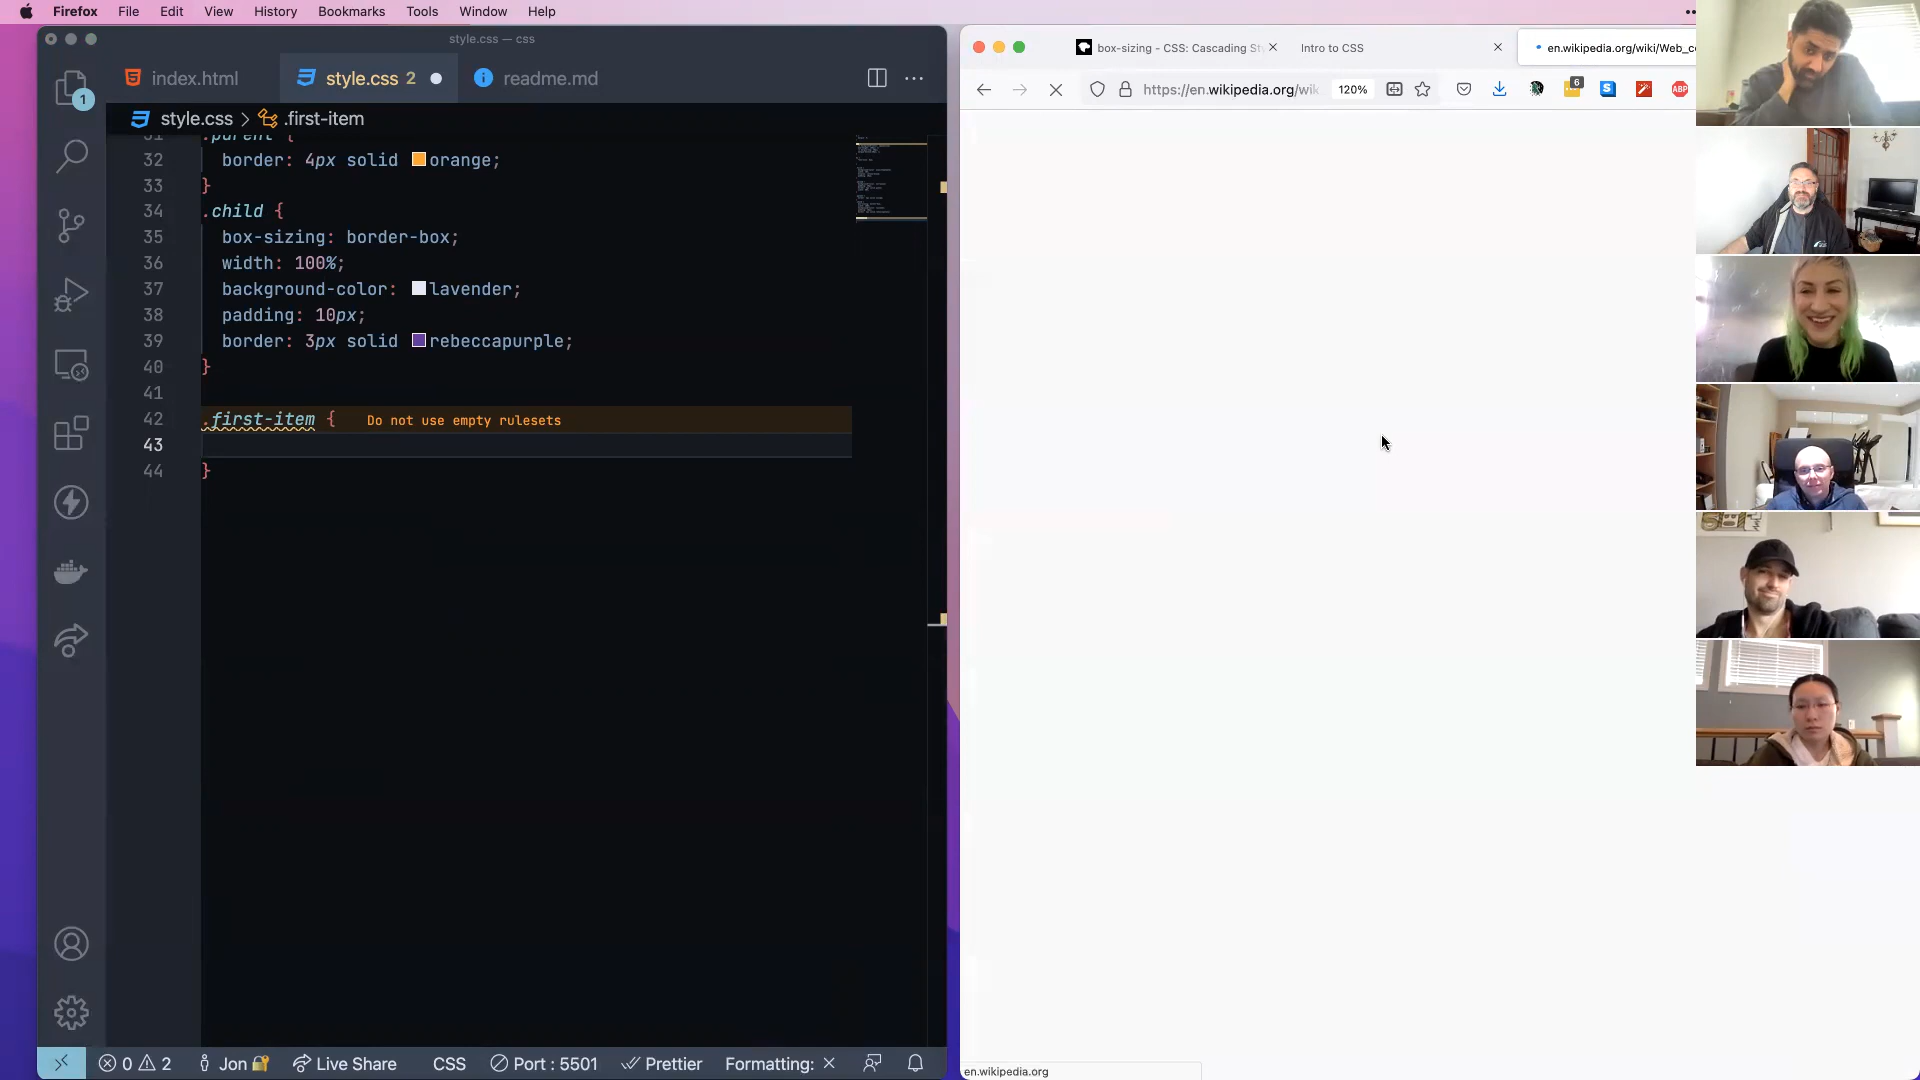 Firefox File Edit View History Bookmarks Tools Window Help
style.css — css
index.html
style.css 2
readme.md
1
style.css > .first-item
31 .parent {
32 border: 4px solid orange;
33 }
34 .child {
35 box-sizing: border-box;
36 width: 100%;
37 background-color: lavender;
38 padding: 10px;
39 border: 3px solid rebeccapurple;
40 }
41
42 .first-item { Do not use empty rulesets
43
44 }
0 2 Jon Live Share CSS Port : 5501 Prettier Formatting: ×
box-sizing - CSS: Cascading St
Intro to CSS
en.wikipedia.org/wiki/Web_c
https://en.wikipedia.org/wik 120%
6
S
ABP
en.wikipedia.org